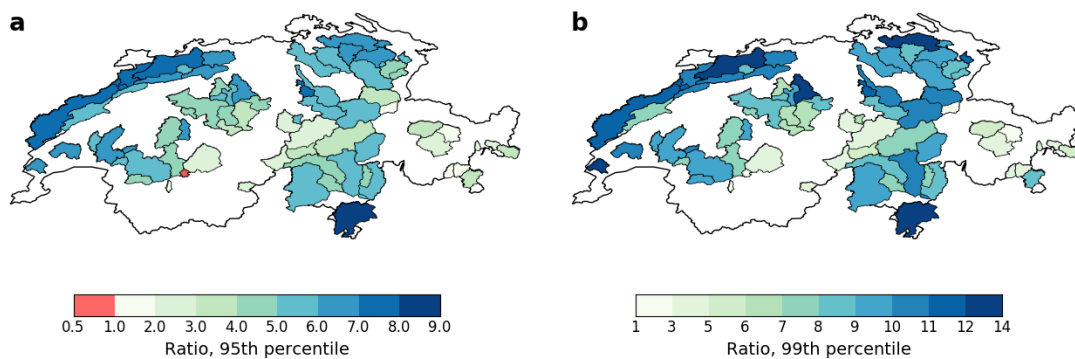 a
b
0.5 1.0 2.0 3.0 4.0 5.0 6.0 7.0 8.0 9.0
Ratio, 95th percentile
1 3 5 6 7 8 9 10 11 12 14
Ratio, 99th percentile